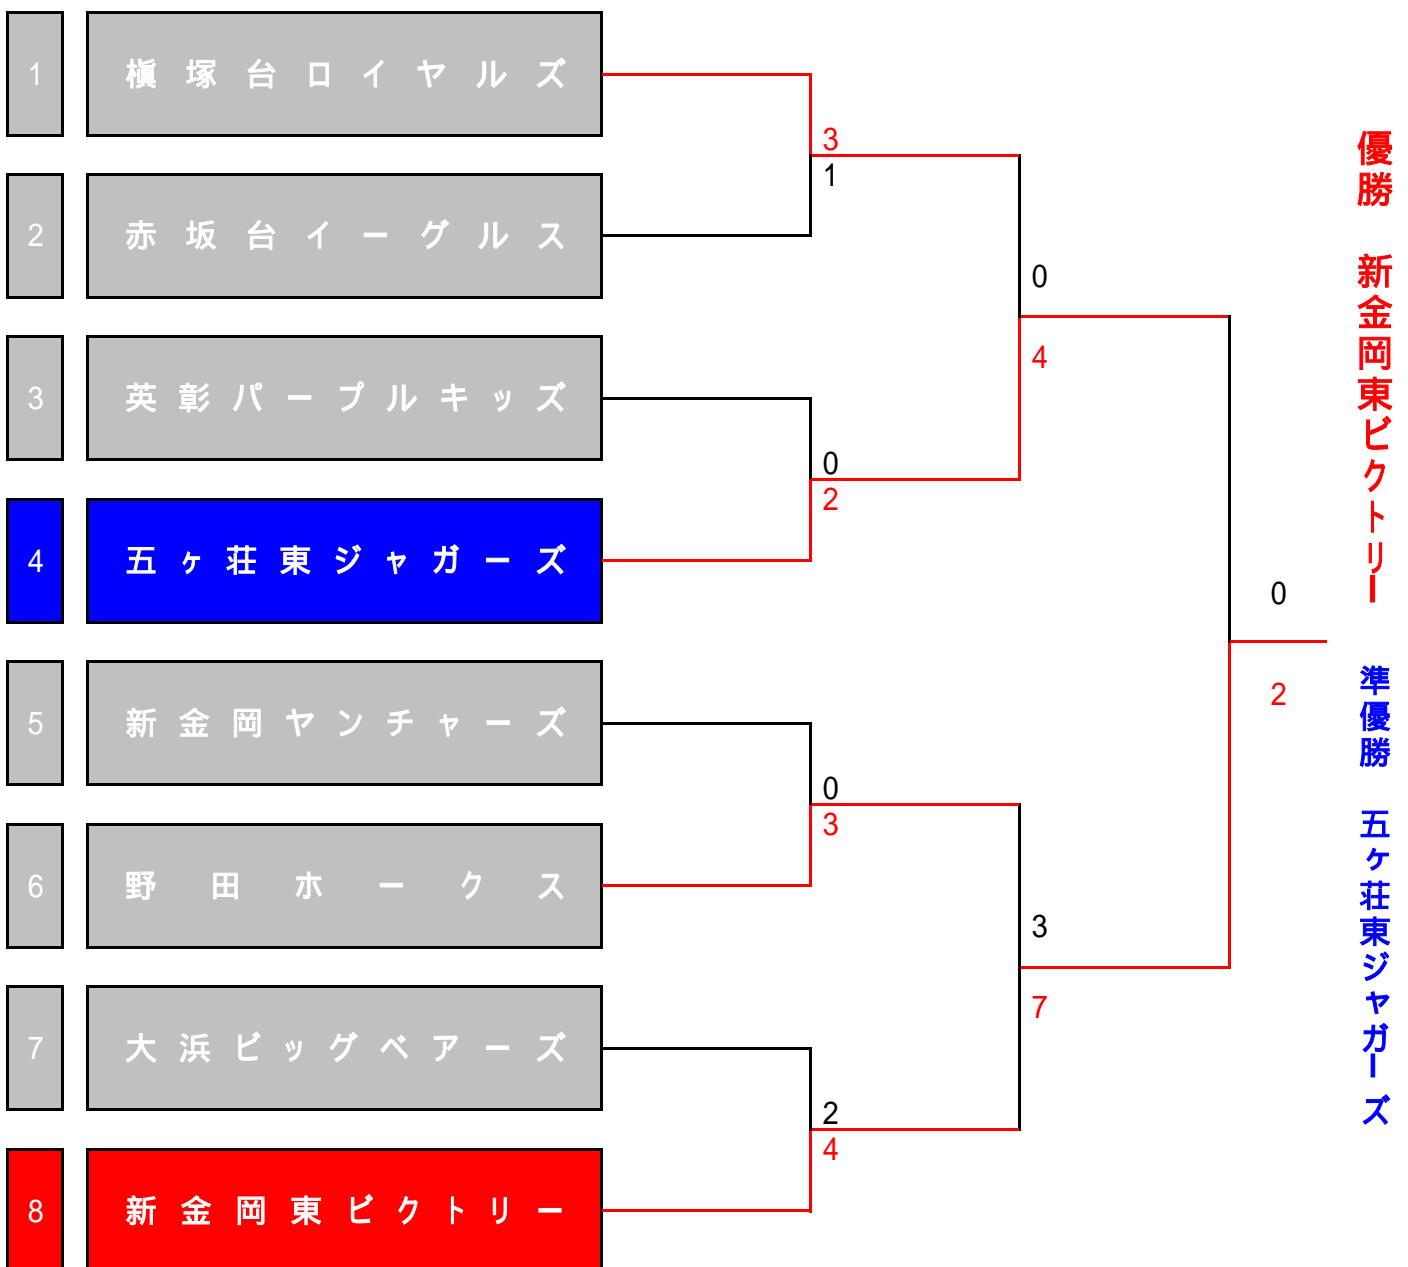 1 槇塚台ロイヤルズ
2 赤坂台イーグルス
3 英彰パープルキッズ
4 五ヶ荘東ジャガーズ
5 新金岡ヤンチャーズ
6 野田ホークス
7 大浜ビッグベアーズ
8 新金岡東ビクトリー
3
1
0
2
0
3
2
4
0
4
3
7
0
2
優勝 新金岡東ビクトリー
準優勝 五ヶ荘東ジャガーズ